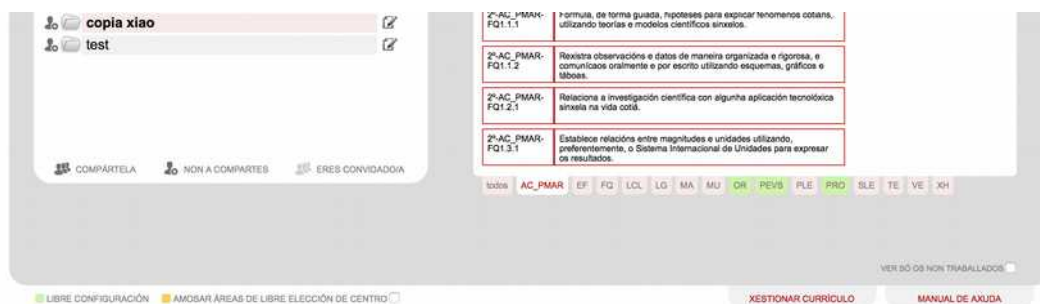 copia xiao
test
COMPÁRTELA
NON A COMPARTES
ERES CONVIDADO/A
2º-AC_PMAR-
FQ1.1.1
Formula, de forma guiada, hipóteses para explicar fenómenos cotiáns,
utilizando teorías e modelos científicos sinxelos.
2º-AC_PMAR-
FQ1.1.2
Rexistra observacións e datos de maneira organizada e rigorosa, e
comunícaos oralmente e por escrito utilizando esquemas, gráficos e
táboas.
2º-AC_PMAR-
FQ1.2.1
Relaciona a investigación científica con algunha aplicación tecnolóxica
sinxela na vida cotiá.
2º-AC_PMAR-
FQ1.3.1
Establece relacións entre magnitudes e unidades utilizando,
preferentemente, o Sistema Internacional de Unidades para expresar
os resultados.
todos AC_PMAR EF FQ LCL LG MA MU OR PEVS PLE PRO SLE TE VE XH
VER SÓ OS NON TRABALLADOS
LIBRE CONFIGURACIÓN AMOSAR ÁREAS DE LIBRE ELECCIÓN DE CENTRO
XESTIONAR CURRÍCULO MANUAL DE AXUDA